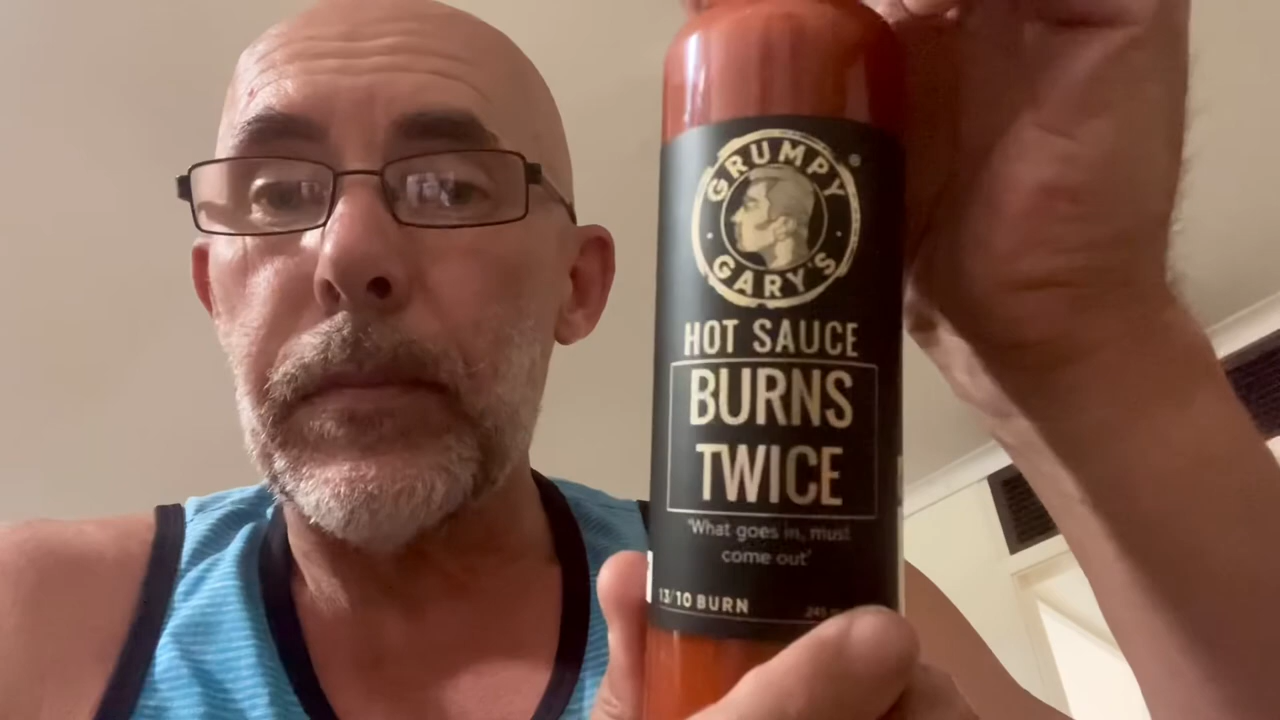 GRUMPY
GARY'S
®
HOT SAUCE
BURNS
TWICE
'What goes in, must
come out'
13/10 BURN